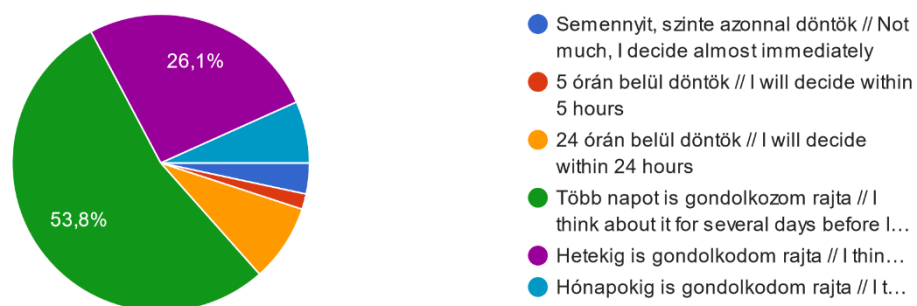 26,1%
53,8%
Semennyit, szinte azonnal döntök // Not
much, I decide almost immediately
5 órán belül döntök // I will decide within
5 hours
24 órán belül döntök // I will decide
within 24 hours
Több napot is gondolkozom rajta // I
think about it for several days before I…
Hetekig is gondolkodom rajta // I thin…
Hónapokig is gondolkodom rajta // I t…